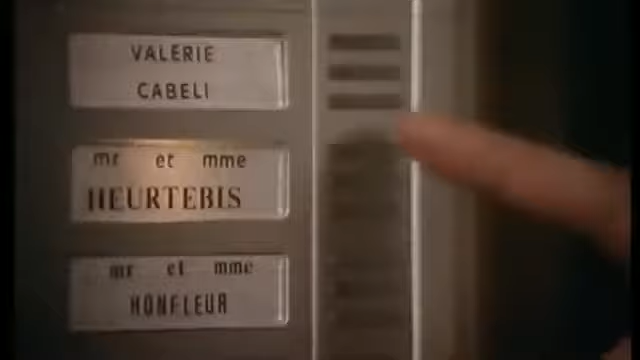 VALERIE
CABELI
mr et mme
HEURTEBIS
mr et mme
HONFLEUR